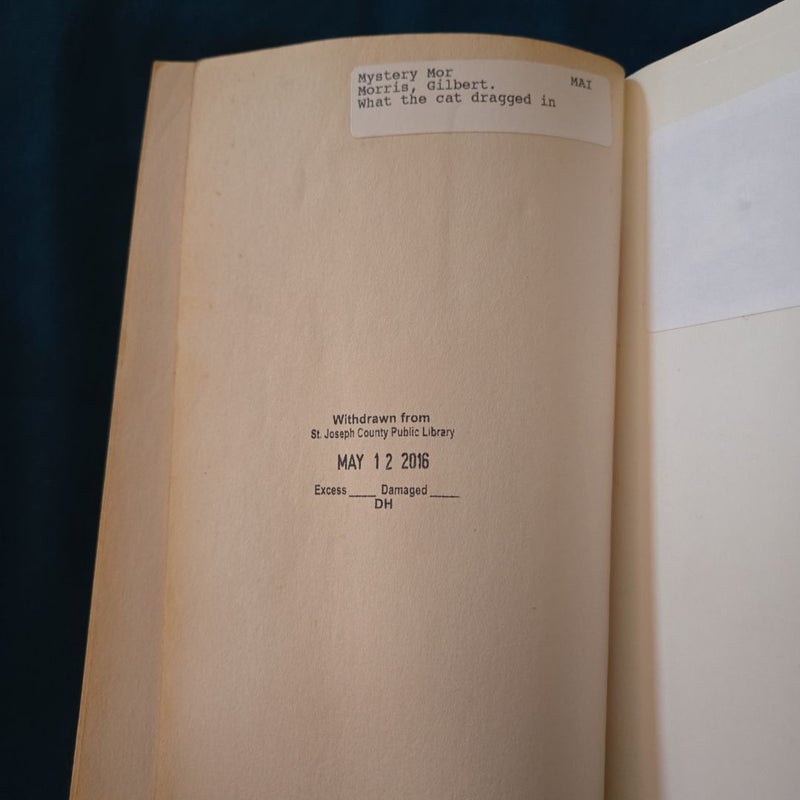 Mystery Mor MAI
Morris, Gilbert.
What the cat dragged in
Withdrawn from
St. Joseph County Public Library
MAY 12 2016
Excess ____ Damaged ____
DH